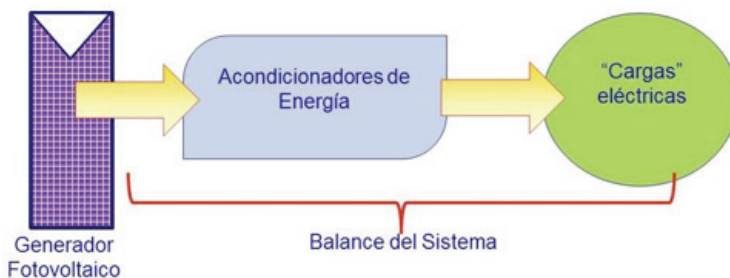 Acondicionadores de
Energía
“Cargas”
eléctricas
Generador
Fotovoltaico
Balance del Sistema